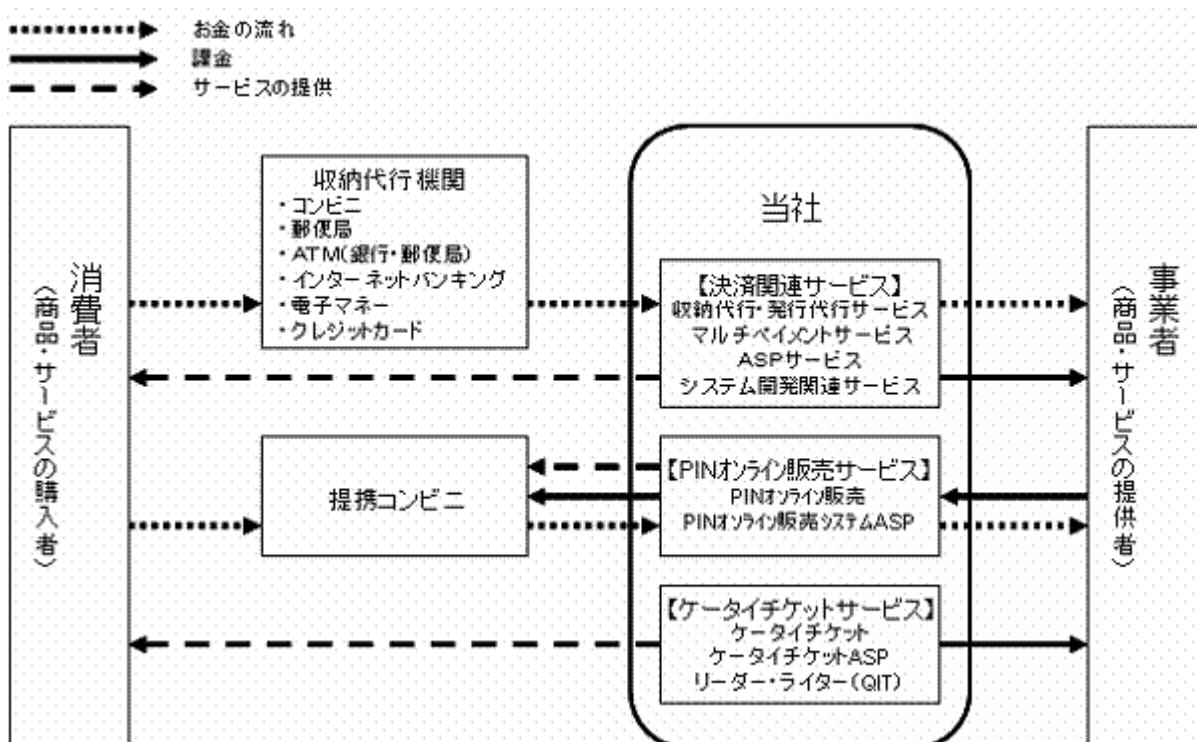 お金の流れ
課金
サービスの提供
消費者
(商品・サービスの購入者)
収納代行機関
・コンビニ
・郵便局
・ATM(銀行・郵便局)
・インターネットバンキング
・電子マネー
・クレジットカード
提携コンビニ
当社
【決済関連サービス】
収納代行・発行代行サービス
マルチペイメントサービス
ASPサービス
システム開発関連サービス
【PINオンライン販売サービス】
PINオンライン販売
PINオンライン販売システムASP
【ケータイチケットサービス】
ケータイチケット
ケータイチケットASP
リーダー・ライター(QIT)
事業者
(商品・サービスの提供者)